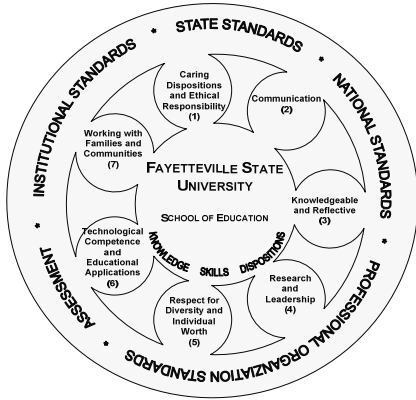 STATE STANDARDS
NATIONAL STANDARDS
PROFESSIONAL ORGANZIATION STANDARDS
ASSESSMENT
INSTITUTIONAL STANDARDS
Caring
Dispositions
and Ethical
Responsibility
(1)
Communication
(2)
Knowledgeable
and Reflective
(3)
Research
and
Leadership
(4)
Respect for
Diversity and
Individual
Worth
(5)
Technological
Competence
and
Educational
Applications
(6)
Working with
Families and
Communities
(7)
FAYETTEVILLE STATE
UNIVERSITY
SCHOOL OF EDUCATION
KNOWLEDGE SKILLS DISPOSITIONS